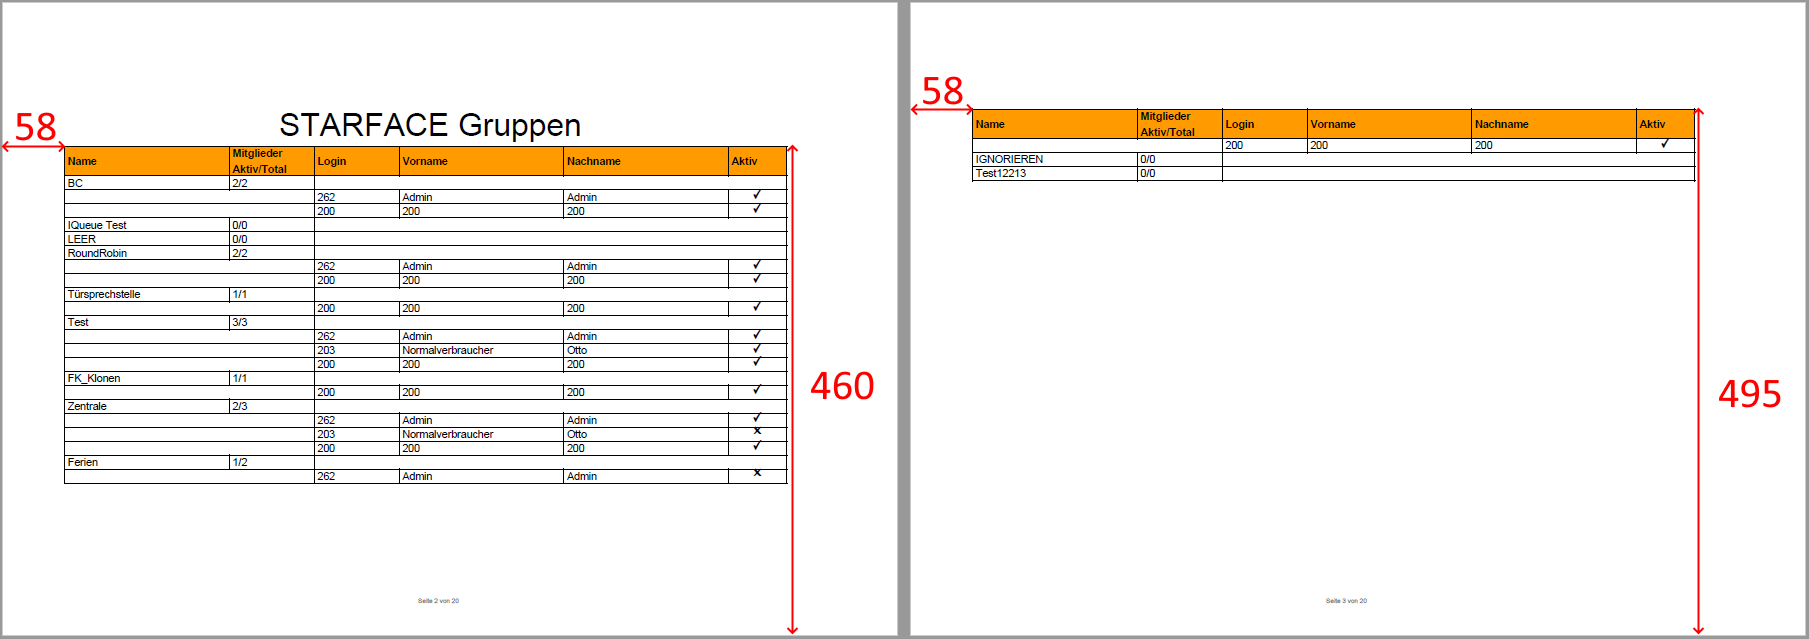 58
STARFACE Gruppen
Name Mitglieder Aktiv/Total Login Vorname Nachname Aktiv
BC 2/2
262 Admin Admin ✓
200 200 200 ✓
IQueue Test 0/0
LEER 0/0
RoundRobin 2/2
262 Admin Admin ✓
200 200 200 ✓
Türsprechstelle 1/1
200 200 200 ✓
Test 3/3
262 Admin Admin ✓
203 Normalverbraucher Otto ✓
200 200 200 ✓
FK_Klonen 1/1
200 200 200 ✓
Zentrale 2/3
262 Admin Admin ✓
203 Normalverbraucher Otto x
200 200 200 ✓
Ferien 1/2
262 Admin Admin x
460
Seite 2 von 20
58
Name Mitglieder Aktiv/Total Login Vorname Nachname Aktiv
200 200 200 ✓
IGNORIEREN 0/0
Test12213 0/0
495
Seite 3 von 20